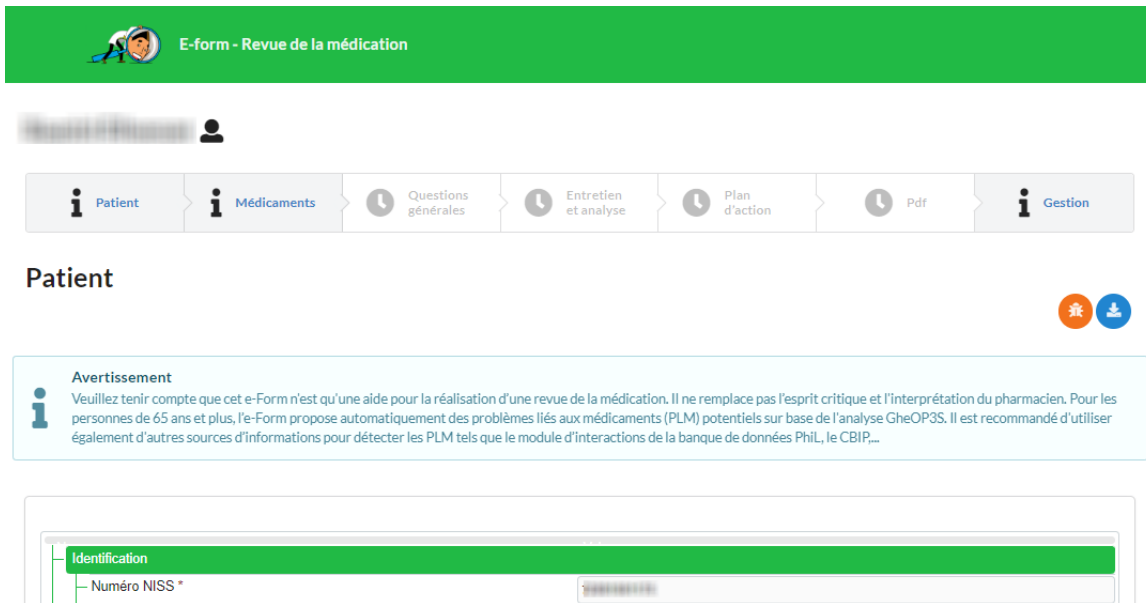 E-form - Revue de la médication
Patient
Médicaments
Questions
générales
Entretien
et analyse
Plan
d'action
Pdf
Gestion
Patient
Avertissement
Veuillez tenir compte que cet e-Form n'est qu'une aide pour la réalisation d'une revue de la médication. Il ne remplace pas l'esprit critique et l'interprétation du pharmacien. Pour les
personnes de 65 ans et plus, l'e-Form propose automatiquement des problèmes liés aux médicaments (PLM) potentiels sur base de l'analyse GheOP3S. Il est recommandé d'utiliser
également d'autres sources d'informations pour détecter les PLM tels que le module d'interactions de la banque de données PhiL, le CBIP,...
Identification
Numéro NISS *